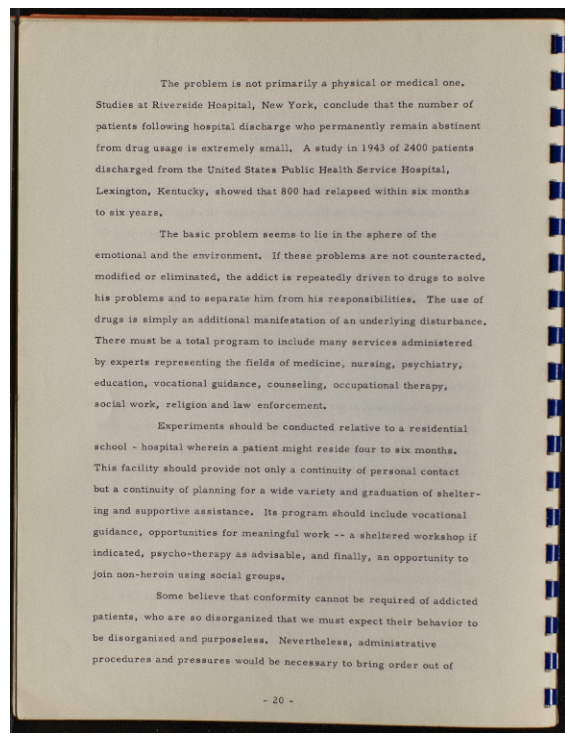 The problem is not primarily a physical or medical one.
Studies at Riverside Hospital, New York, conclude that the number of
patients following hospital discharge who permanently remain abstinent
from drug usage is extremely small. A study in 1943 of 2400 patients
discharged from the United States Public Health Service Hospital,
Lexington, Kentucky, showed that 800 had relapsed within six months
to six years.
The basic problem seems to lie in the sphere of the
emotional and the environment. If these problems are not counteracted,
modified or eliminated, the addict is repeatedly driven to drugs to solve
his problems and to separate him from his responsibilities. The use of
drugs is simply an additional manifestation of an underlying disturbance.
There must be a total program to include many services administered
by experts representing the fields of medicine, nursing, psychiatry,
education, vocational guidance, counseling, occupational therapy,
social work, religion and law enforcement.
Experiments should be conducted relative to a residential
school - hospital wherein a patient might reside four to six months.
This facility should provide not only a continuity of personal contact
but a continuity of planning for a wide variety and graduation of shelter-
ing and supportive assistance. Its program should include vocational
guidance, opportunities for meaningful work -- a sheltered workshop if
indicated, psycho-therapy as advisable, and finally, an opportunity to
join non-heroin using social groups.
Some believe that conformity cannot be required of addicted
patients, who are so disorganized that we must expect their behavior to
be disorganized and purposeless. Nevertheless, administrative
procedures and pressures would be necessary to bring order out of
- 20 -